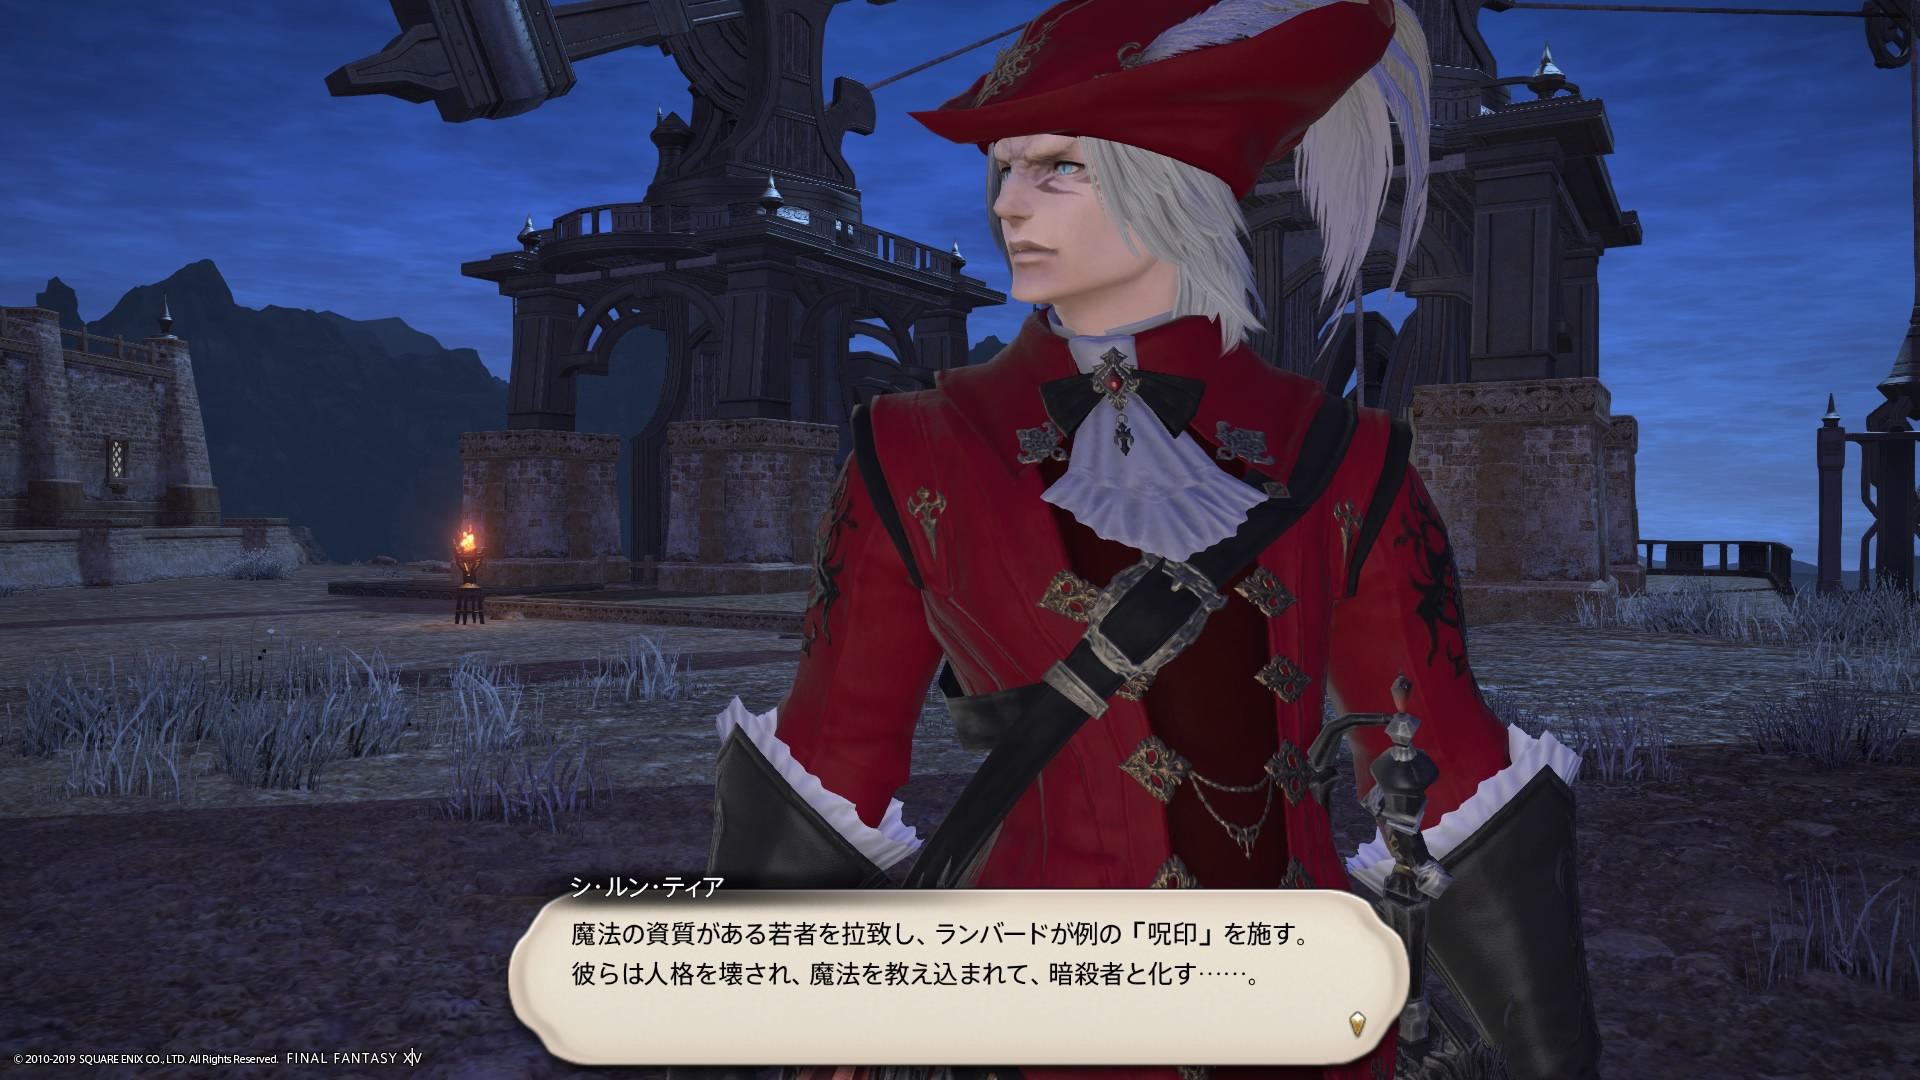 シ・ルン・ティア
魔法の資質がある若者を拉致し、ランバードが例の「呪印」を施す。
彼らは人格を壊され、魔法を教え込まれて、暗殺者と化す……。
© 2010-2019 SQUARE ENIX CO., LTD. All Rights Reserved. FINAL FANTASY XIV